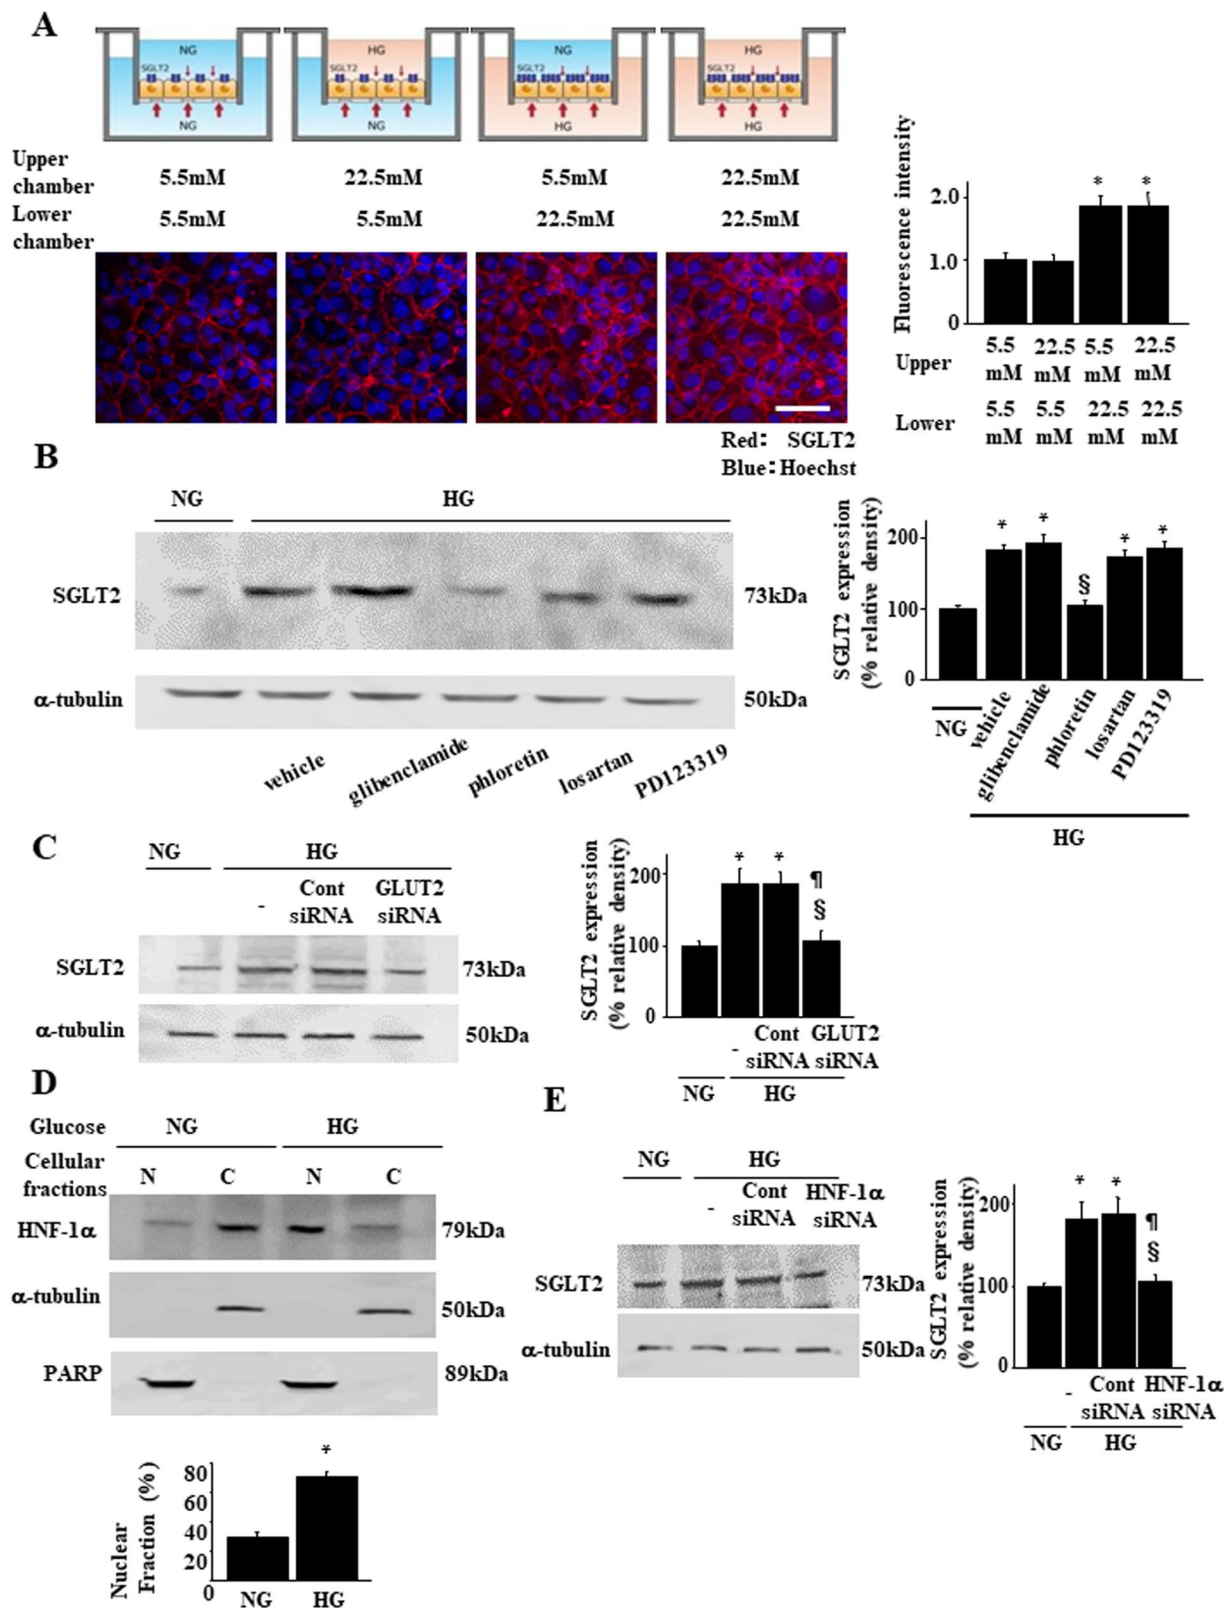 A
NG
HG
NG
HG
SGLT2
SGLT2
SGLT2
SGLT2
NG
NG
HG
HG
Upper
chamber
5.5mM
22.5mM
5.5mM
22.5mM
Lower
chamber
5.5mM
5.5mM
22.5mM
22.5mM
Red: SGLT2
Blue: Hoechst
Fluorescence intensity
2.0
1.0
0
*
*
Upper
5.5
mM
22.5
mM
5.5
mM
22.5
mM
Lower
5.5
mM
5.5
mM
22.5
mM
22.5
mM
B
NG
HG
SGLT2
73kDa
α-tubulin
50kDa
vehicle
glibenclamide
phloretin
losartan
PD123319
SGLT2 expression
(% relative density)
200
100
0
*
*
§
*
*
NG
vehicle
glibenclamide
phloretin
losartan
PD123319
HG
C
NG
HG
-
Cont
siRNA
GLUT2
siRNA
SGLT2
73kDa
α-tubulin
50kDa
SGLT2 expression
(% relative density)
200
100
0
*
*
¶
§
-
Cont
siRNA
GLUT2
siRNA
NG
HG
D
Glucose
NG
HG
Cellular
fractions
N
C
N
C
HNF-1α
79kDa
α-tubulin
50kDa
PARP
89kDa
Nuclear
Fraction (%)
80
60
40
20
0
*
NG
HG
E
NG
HG
-
Cont
siRNA
HNF-1α
siRNA
SGLT2
73kDa
α-tubulin
50kDa
SGLT2 expression
(% relative density)
200
100
0
*
*
¶
§
-
Cont
siRNA
HNF-1α
siRNA
NG
HG